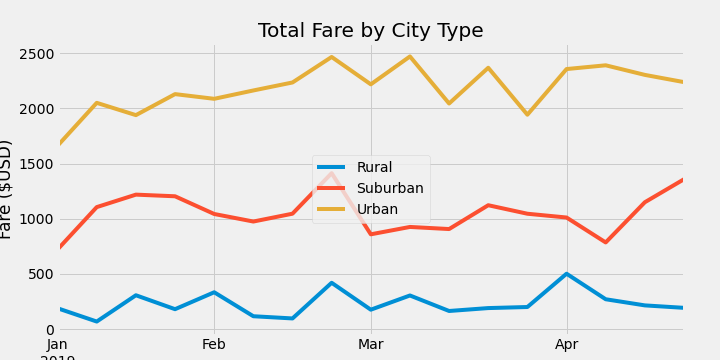 Total Fare by City Type
Fare ($USD)
2500
2000
1500
1000
500
0
Rural
Suburban
Urban
Jan
Feb
Mar
Apr
2019